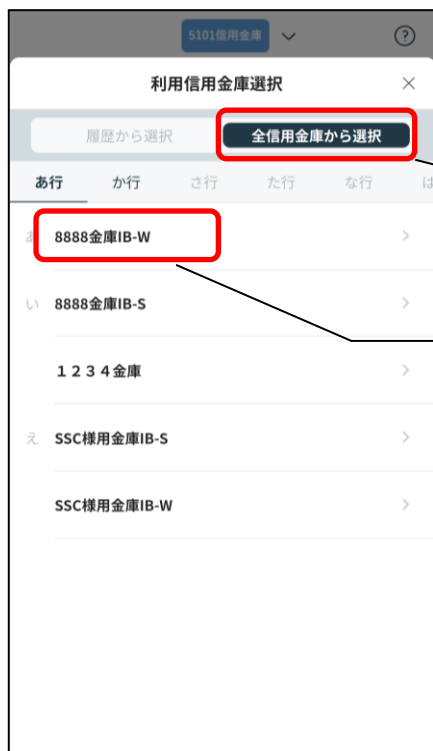 5101信用金庫
?
利用信用金庫選択
履歴から選択 全信用金庫から選択
あ行 か行 さ行 た行 な行 は
あ 8888金庫IB-W
い 8888金庫IB-S
１２３４金庫
え SSC様用金庫IB-S
SSC様用金庫IB-W